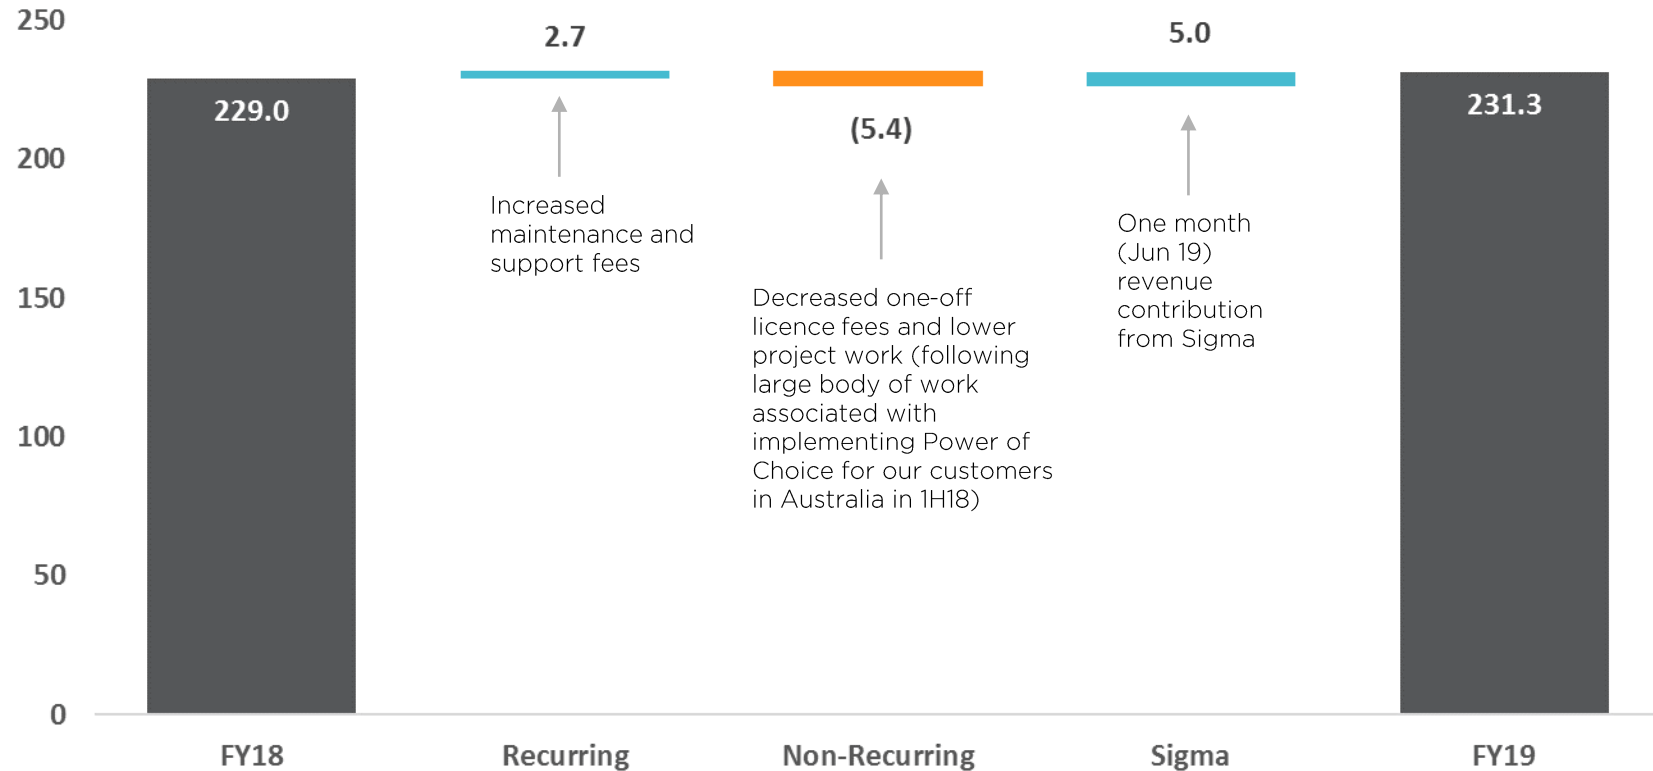 250
200
150
100
50
0
229.0
2.7
Increased
maintenance and
support fees
(5.4)
Decreased one-off
licence fees and lower
project work (following
large body of work
associated with
implementing Power of
Choice for our customers
in Australia in 1H18)
5.0
One month
(Jun 19)
revenue
contribution
from Sigma
231.3
FY18
Recurring
Non-Recurring
Sigma
FY19